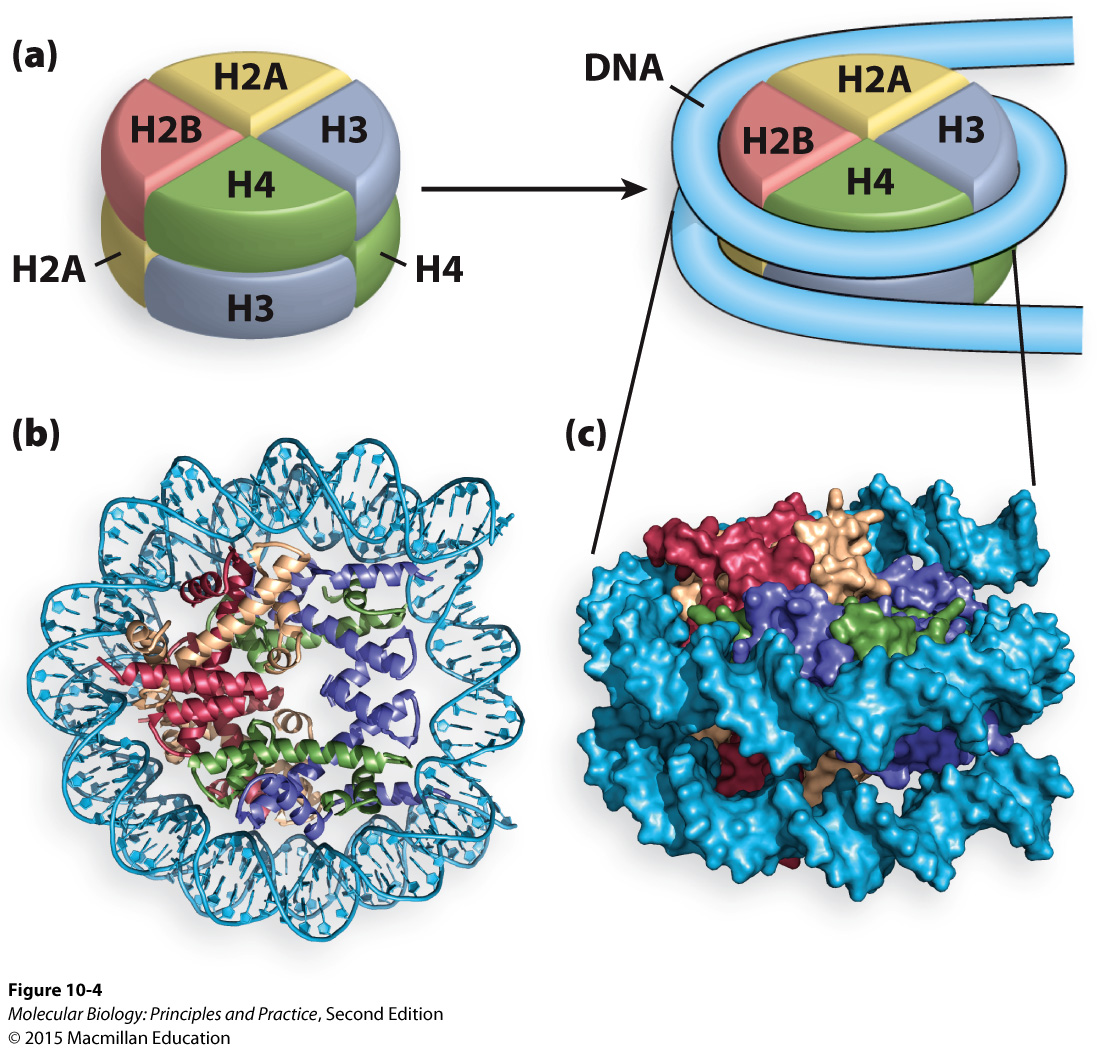 (a)
H2A
H2B
H3
H4
H2A
H4
H3
DNA
H2A
H2B
H3
H4
(b)
(c)
Figure 10-4
Molecular Biology: Principles and Practice, Second Edition
© 2015 Macmillan Education